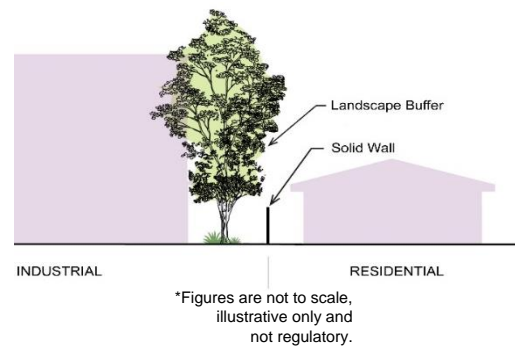 Landscape Buffer
Solid Wall
INDUSTRIAL
RESIDENTIAL
*Figures are not to scale,
illustrative only and
not regulatory.